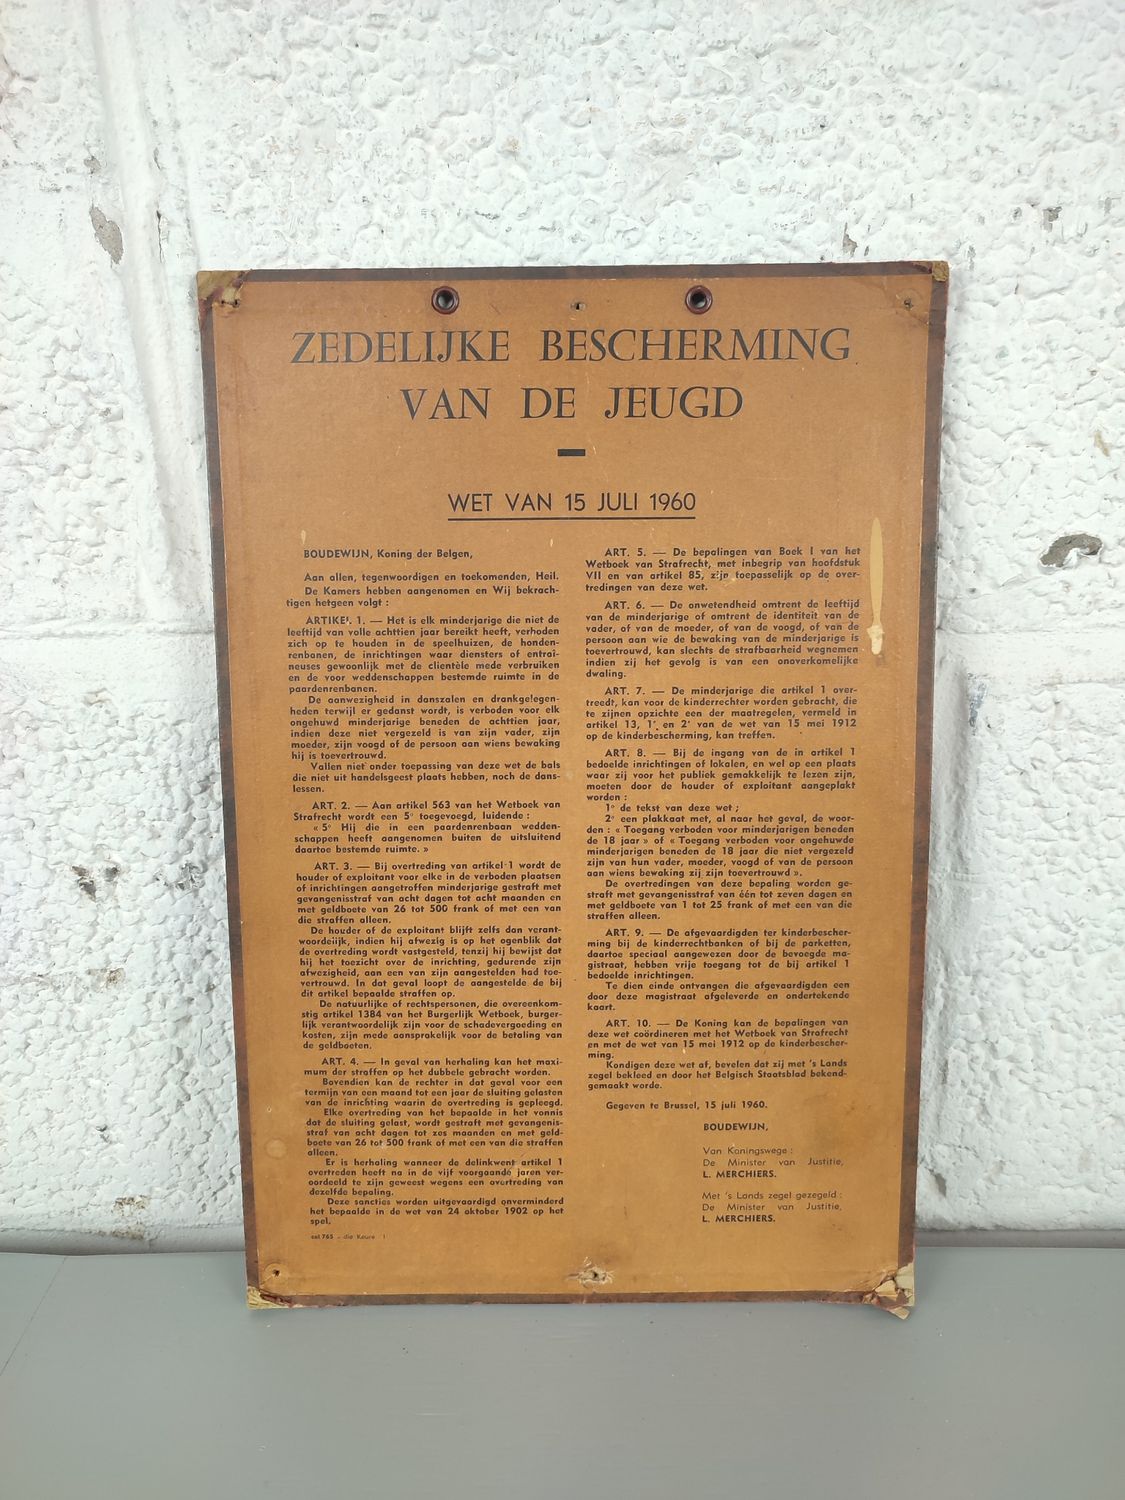 ZEDELIJKE BESCHERMING
VAN DE JEUGD
WET VAN 15 JULI 1960
BOUDEWIJN, Koning der Belgen,
Aan allen, tegenwoordigen en toekomenden, Heil.
De Kamers hebben aangenomen en Wij bekrach-
tigen hetgeen volgt :
ARTIKEL 1. — Het is elk minderjarige die niet de
leeftijd van volle achttien jaar bereikt heeft, verboden
zich op te houden in de speelhuizen, de honden-
renbanen, de inrichtingen waar diensters of entraî-
neuses gewoonlijk met de clientèle mede verbruiken
en de voor weddenschappen bestemde ruimte in de
paardenrenbanen.
De aanwezigheid in danszalen en drankgelegen-
heden terwijl er gedanst wordt, is verboden voor elk
ongehuwd minderjarige beneden de achttien jaar,
indien deze niet vergezeld is van zijn vader, zijn
moeder, zijn voogd of de persoon aan wiens bewaking
hij is toevertrouwd.
Vallen niet onder toepassing van deze wet de bals
die niet uit handelsgeest plaats hebben, noch de dans-
lessen.
ART. 2. — Aan artikel 563 van het Wetboek van
Strafrecht wordt een 5° toegevoegd, luidende :
« 5° Hij die in een paardenrenbaan wedden-
schappen heeft aangenomen buiten de uitsluitend
daartoe bestemde ruimte. »
ART. 3. — Bij overtreding van artikel 1 wordt de
houder of exploitant voor elke in de verboden plaatsen
of inrichtingen aangetroffen minderjarige gestraft met
gevangenisstraf van acht dagen tot acht maanden en
met geldboete van 26 tot 500 frank of met een van
die straffen alleen.
De houder of de exploitant blijft zelfs dan verant-
woordelijk, indien hij afwezig is op het ogenblik dat
de overtreding wordt vastgesteld, tenzij hij bewijst dat
hij het toezicht over de inrichting, gedurende zijn
afwezigheid, aan een van zijn aangestelden had toe-
vertrouwd. In dat geval loopt de aangestelde de bij
dit artikel bepaalde straffen op.
De natuurlijke of rechtspersonen, die overeenkom-
stig artikel 1384 van het Burgerlijk Wetboek, burger-
lijk verantwoordelijk zijn voor de schadevergoeding en
kosten, zijn mede aansprakelijk voor de betaling van
de geldboeten.
ART. 4. — In geval van herhaling kan het maxi-
mum der straffen op het dubbele gebracht worden.
Bovendien kan de rechter in dat geval voor een
termijn van een maand tot een jaar de sluiting gelasten
van de inrichting waarin de overtreding is gepleegd.
Elke overtreding van het bepaalde in het vonnis
dat de sluiting gelast, wordt gestraft met gevangenis-
straf van acht dagen tot zes maanden en met geld-
boete van 26 tot 500 frank of met een van die straffen
alleen.
Er is herhaling wanneer de delinkwent artikel 1
overtreden heeft na in de vijf voorgaande jaren ver-
oordeeld te zijn geweest wegens een overtreding van
dezelfde bepaling.
Deze sancties worden uitgevaardigd onverminderd
het bepaalde in de wet van 24 oktober 1902 op het
spel.
cat 765 - die Keure 1
ART. 5. — De bepalingen van Boek I van het
Wetboek van Strafrecht, met inbegrip van hoofdstuk
VII en van artikel 85, zijn toepasselijk op de over-
tredingen van deze wet.
ART. 6. — De onwetendheid omtrent de leeftijd
van de minderjarige of omtrent de identiteit van de
vader, of van de moeder, of van de voogd, of van de
persoon aan wie de bewaking van de minderjarige is
toevertrouwd, kan slechts de strafbaarheid wegnemen
indien zij het gevolg is van een onoverkomelijke
dwaling.
ART. 7. — De minderjarige die artikel 1 over-
treedt, kan voor de kinderrechter worden gebracht, die
te zijnen opzichte een der maatregelen, vermeld in
artikel 13, 1° en 2° van de wet van 15 mei 1912
op de kinderbescherming, kan treffen.
ART. 8. — Bij de ingang van de in artikel 1
bedoelde inrichtingen of lokalen, en wel op een plaats
waar zij voor het publiek gemakkelijk te lezen zijn,
moeten door de houder of exploitant aangeplakt
worden :
1° de tekst van deze wet ;
2° een plakkaat met, al naar het geval, de woor-
den : « Toegang verboden voor minderjarigen beneden
de 18 jaar » of « Toegang verboden voor ongehuwde
minderjarigen beneden de 18 jaar die niet vergezeld
zijn van hun vader, moeder, voogd of van de persoon
aan wiens bewaking zij zijn toevertrouwd ».
De overtredingen van deze bepaling worden ge-
straft met gevangenisstraf van één tot zeven dagen en
met geldboete van 1 tot 25 frank of met een van die
straffen alleen.
ART. 9. — De afgevaardigden ter kinderbescher-
ming bij de kinderrechtbanken of bij de parketten,
daartoe speciaal aangewezen door de bevoegde ma-
gistraat, hebben vrije toegang tot de bij artikel 1
bedoelde inrichtingen.
Te dien einde ontvangen die afgevaardigden een
door deze magistraat afgeleverde en ondertekende
kaart.
ART. 10. — De Koning kan de bepalingen van
deze wet coördineren met het Wetboek van Strafrecht
en met de wet van 15 mei 1912 op de kinderbescher-
ming.
Kondigen deze wet af, bevelen dat zij met 's Lands
zegel bekleed en door het Belgisch Staatsblad bekend-
gemaakt worde.
Gegeven te Brussel, 15 juli 1960.
BOUDEWIJN,
Van Koningswege :
De Minister van Justitie,
L. MERCHIERS.
Met 's Lands zegel gezegeld :
De Minister van Justitie,
L. MERCHIERS.